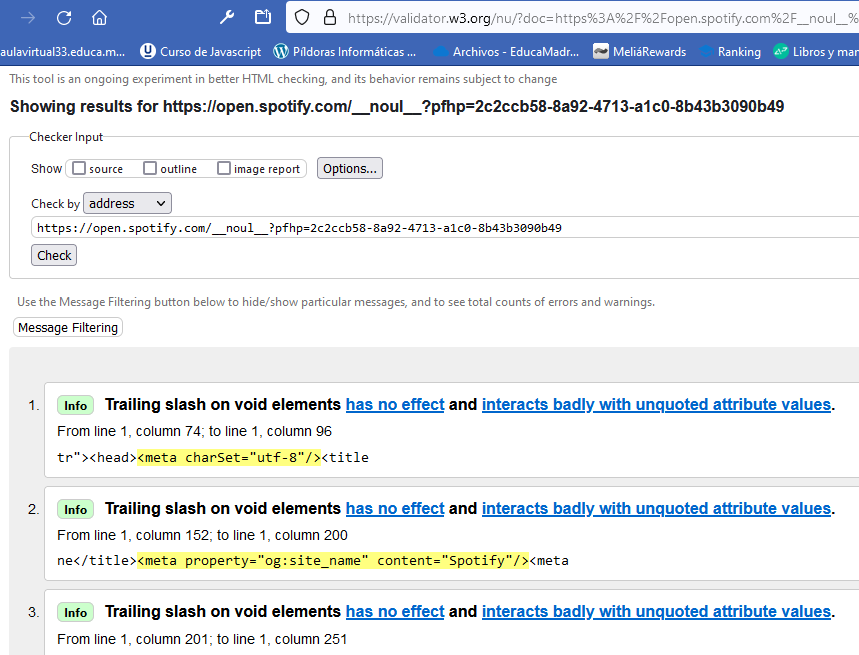 https://validator.w3.org/nu/?doc=https%3A%2F%2Fopen.spotify.com%2F__noul__%
aulavirtual33.educa.m... Curso de Javascript Píldoras Informáticas ... Archivos - EducaMadr... MeliáRewards Ranking Libros y mar
This tool is an ongoing experiment in better HTML checking, and its behavior remains subject to change
Showing results for https://open.spotify.com/__noul__?pfhp=2c2ccb58-8a92-4713-a1c0-8b43b3090b49
Checker Input
Show source outline image report Options...
Check by address
https://open.spotify.com/__noul__?pfhp=2c2ccb58-8a92-4713-a1c0-8b43b3090b49
Check
Use the Message Filtering button below to hide/show particular messages, and to see total counts of errors and warnings.
Message Filtering
1. Info Trailing slash on void elements has no effect and interacts badly with unquoted attribute values.
From line 1, column 74; to line 1, column 96
tr"><head><meta charSet="utf-8"/><title
2. Info Trailing slash on void elements has no effect and interacts badly with unquoted attribute values.
From line 1, column 152; to line 1, column 200
ne</title><meta property="og:site_name" content="Spotify"/><meta
3. Info Trailing slash on void elements has no effect and interacts badly with unquoted attribute values.
From line 1, column 201; to line 1, column 251